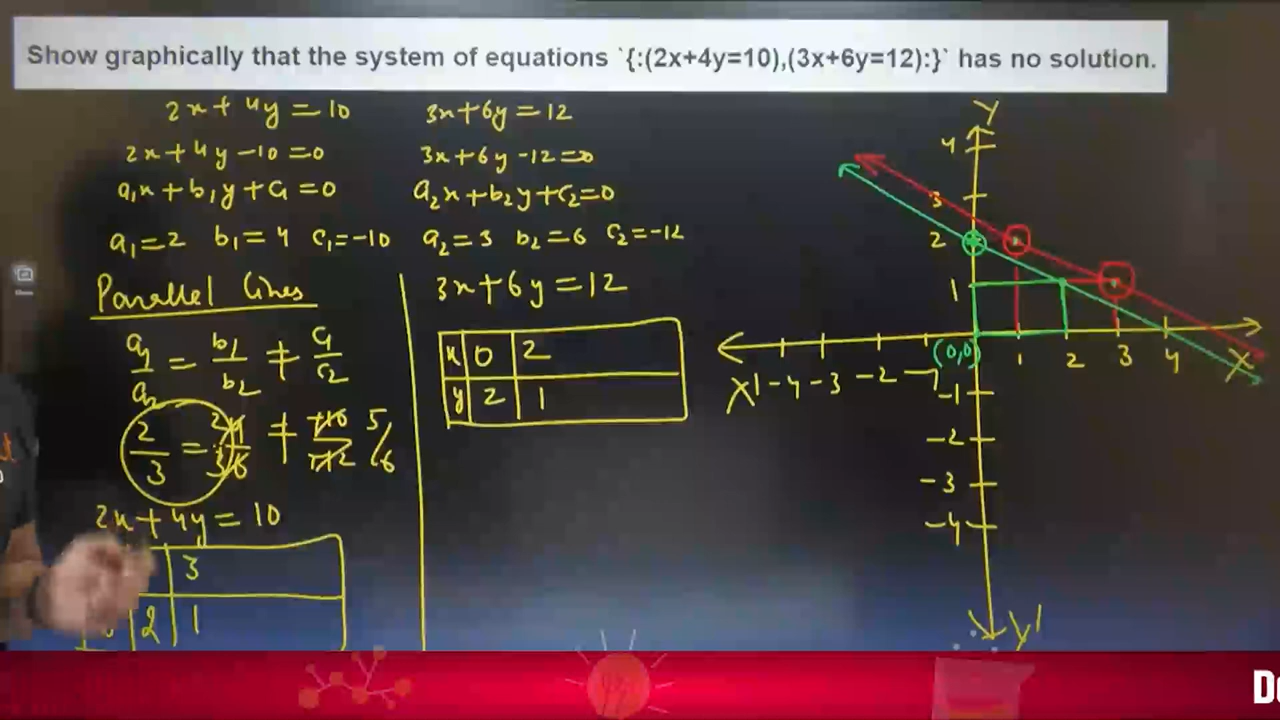 Show graphically that the system of equations `{:(2x+4y=10),(3x+6y=12):}` has no solution.
2x + 4y = 10
3x + 6y = 12
2x + 4y - 10 = 0
3x + 6y - 12 = 0
a₁x + b₁y + c₁ = 0
a₂x + b₂y + c₂ = 0
a₁ = 2 b₁ = 4 c₁ = -10
a₂ = 3 b₂ = 6 c₂ = -12
Parallel lines
a₁/a₂ = b₁/b₂ ≠ c₁/c₂
2/3 = 2 4/3 6 ≠ -10/-12 5/6
2x + 4y = 10
3
2 1
3x + 6y = 12
x 0 2
y 2 1
Y
4
3
2
1
(0,0) 1 2 3 4 X
X' -4 -3 -2 -1
-1
-2
-3
-4
Y'